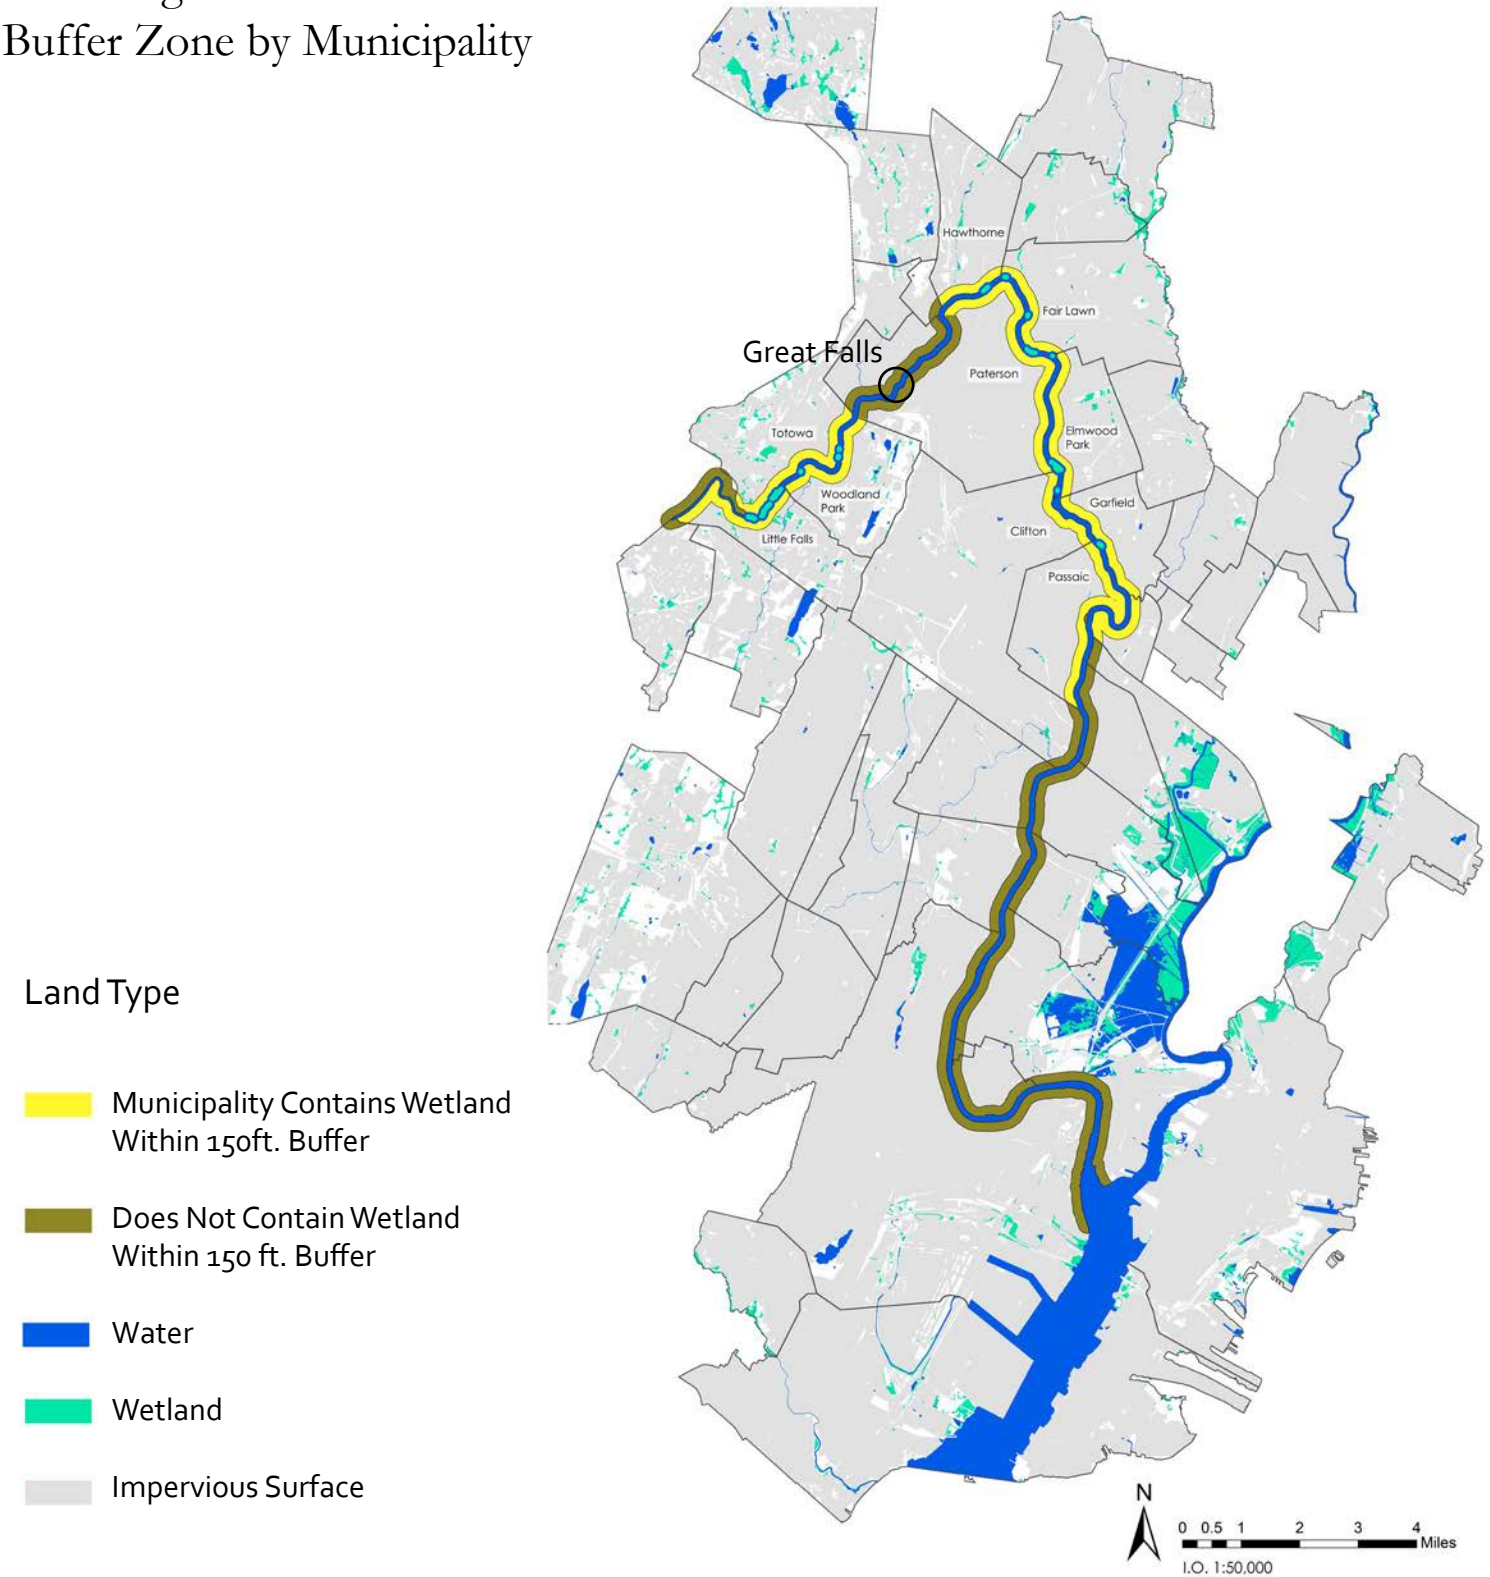 Buffer Zone by Municipality
Hawthorne
Fair Lawn
Great Falls
Paterson
Totowa
Elmwood
Park
Woodland
Park
Garfield
Clifton
Little Falls
Passaic
Land Type
Municipality Contains Wetland
Within 150ft. Buffer
Does Not Contain Wetland
Within 150 ft. Buffer
Water
Wetland
Impervious Surface
N
0 0.5 1 2 3 4
Miles
I.O. 1:50,000